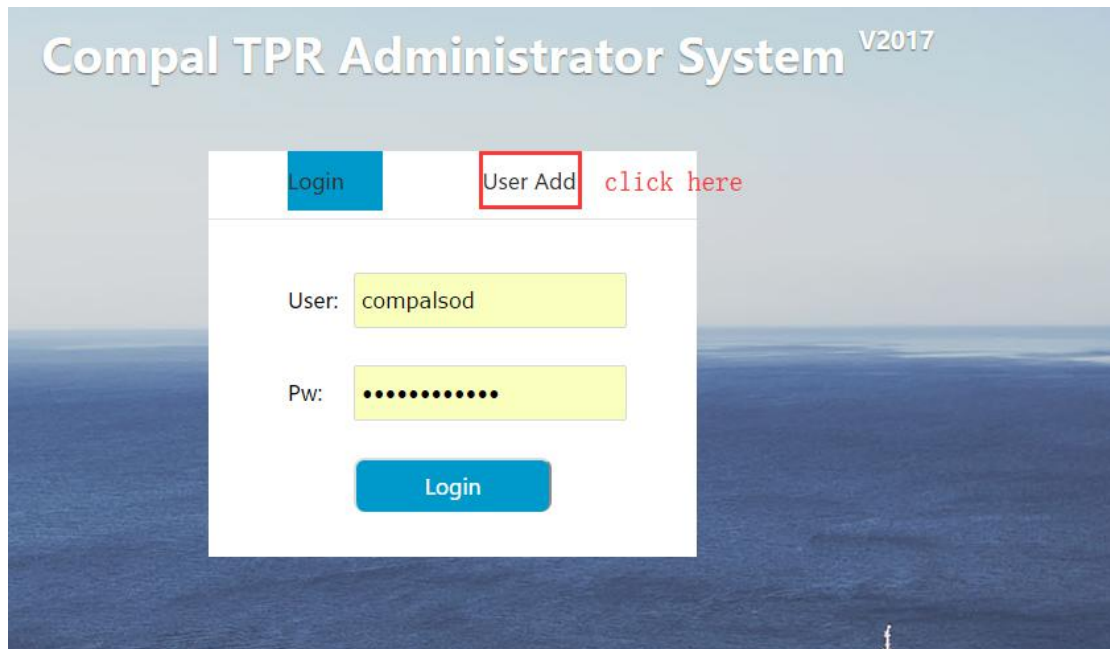 Compal TPR Administrator System V2017
Login User Add click here
User: compalsod
Pw: ••••••••••••
Login